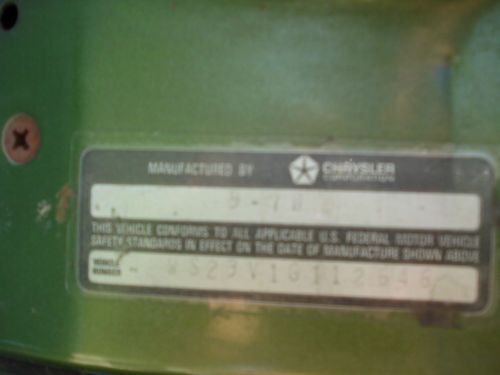 MANUFACTURED BY CHRYSLER CORPORATION
THIS VEHICLE CONFORMS TO ALL APPLICABLE U.S. FEDERAL MOTOR VEHICLE
SAFETY STANDARDS IN EFFECT ON THE DATE OF MANUFACTURE SHOWN ABOVE
VEHICLE
NUMBER